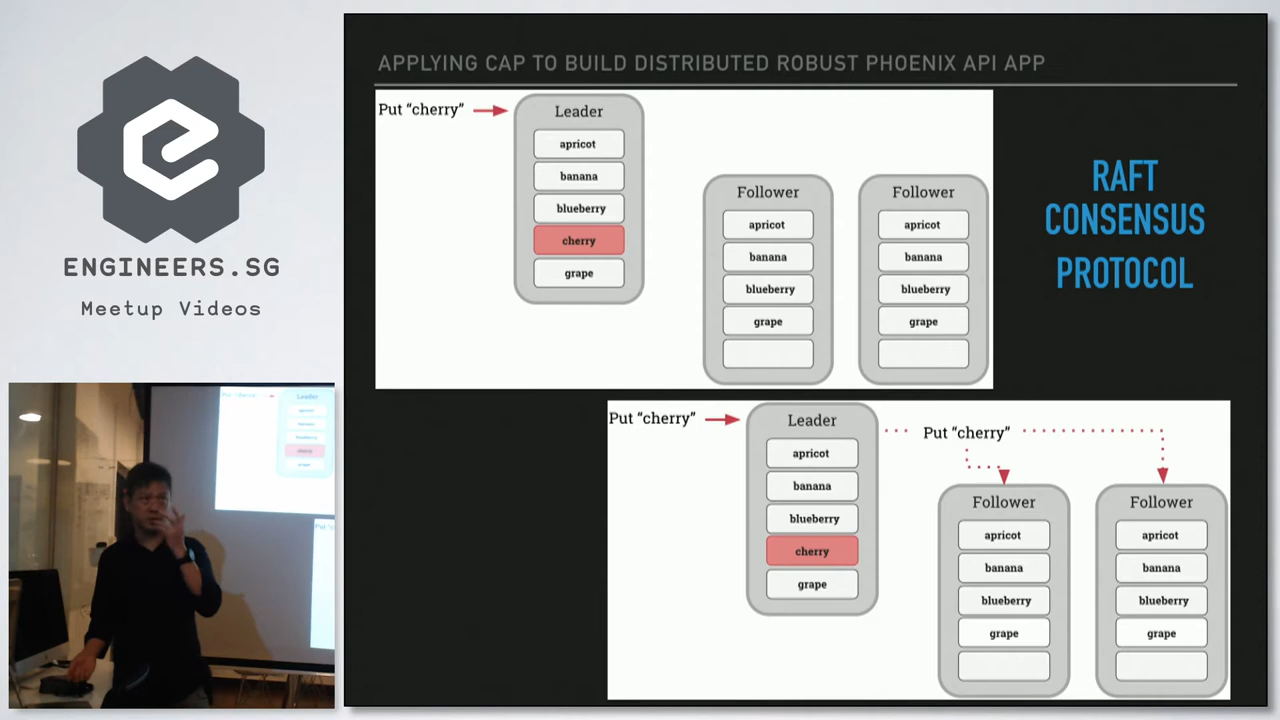 ENGINEERS.SG
Meetup Videos
APPLYING CAP TO BUILD DISTRIBUTED ROBUST PHOENIX API APP
Put “cherry”
Leader
apricot
banana
blueberry
cherry
grape
Follower
apricot
banana
blueberry
grape
Follower
apricot
banana
blueberry
grape
RAFT
CONSENSUS
PROTOCOL
Put “cherry”
Leader
apricot
banana
blueberry
cherry
grape
Put “cherry”
Follower
apricot
banana
blueberry
grape
Follower
apricot
banana
blueberry
grape
Leader